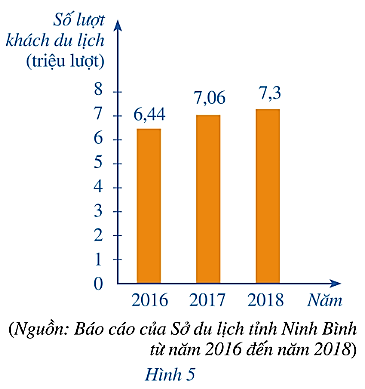 Số lượt
khách du lịch
(triệu lượt)
8
7
6
5
4
3
2
1
0
6,44
7,06
7,3
2016 2017 2018 Năm
(Nguồn: Báo cáo của Sở du lịch tỉnh Ninh Bình
từ năm 2016 đến năm 2018)
Hình 5